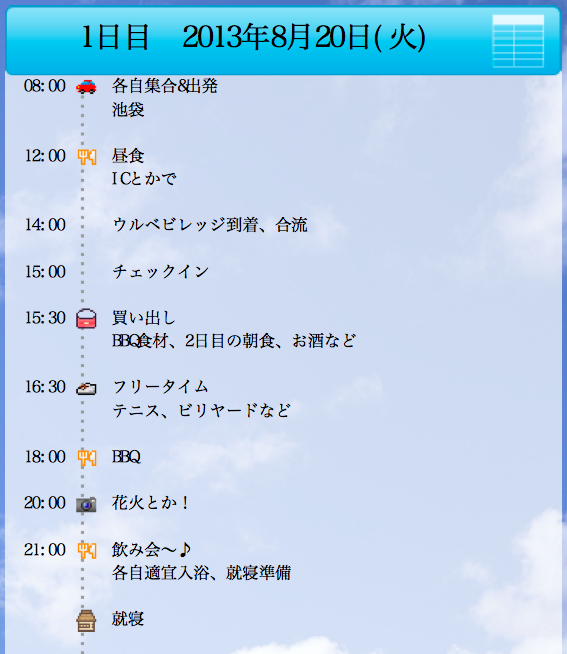 1日目　2013年8月20日(火)
08:00 各自集合&出発
池袋
12:00 昼食
ICとかで
14:00 ウルベビレッジ到着、合流
15:00 チェックイン
15:30 買い出し
BBQ食材、2日目の朝食、お酒など
16:30 フリータイム
テニス、ビリヤードなど
18:00 BBQ
20:00 花火とか！
21:00 飲み会～♪
各自適宜入浴、就寝準備
就寝